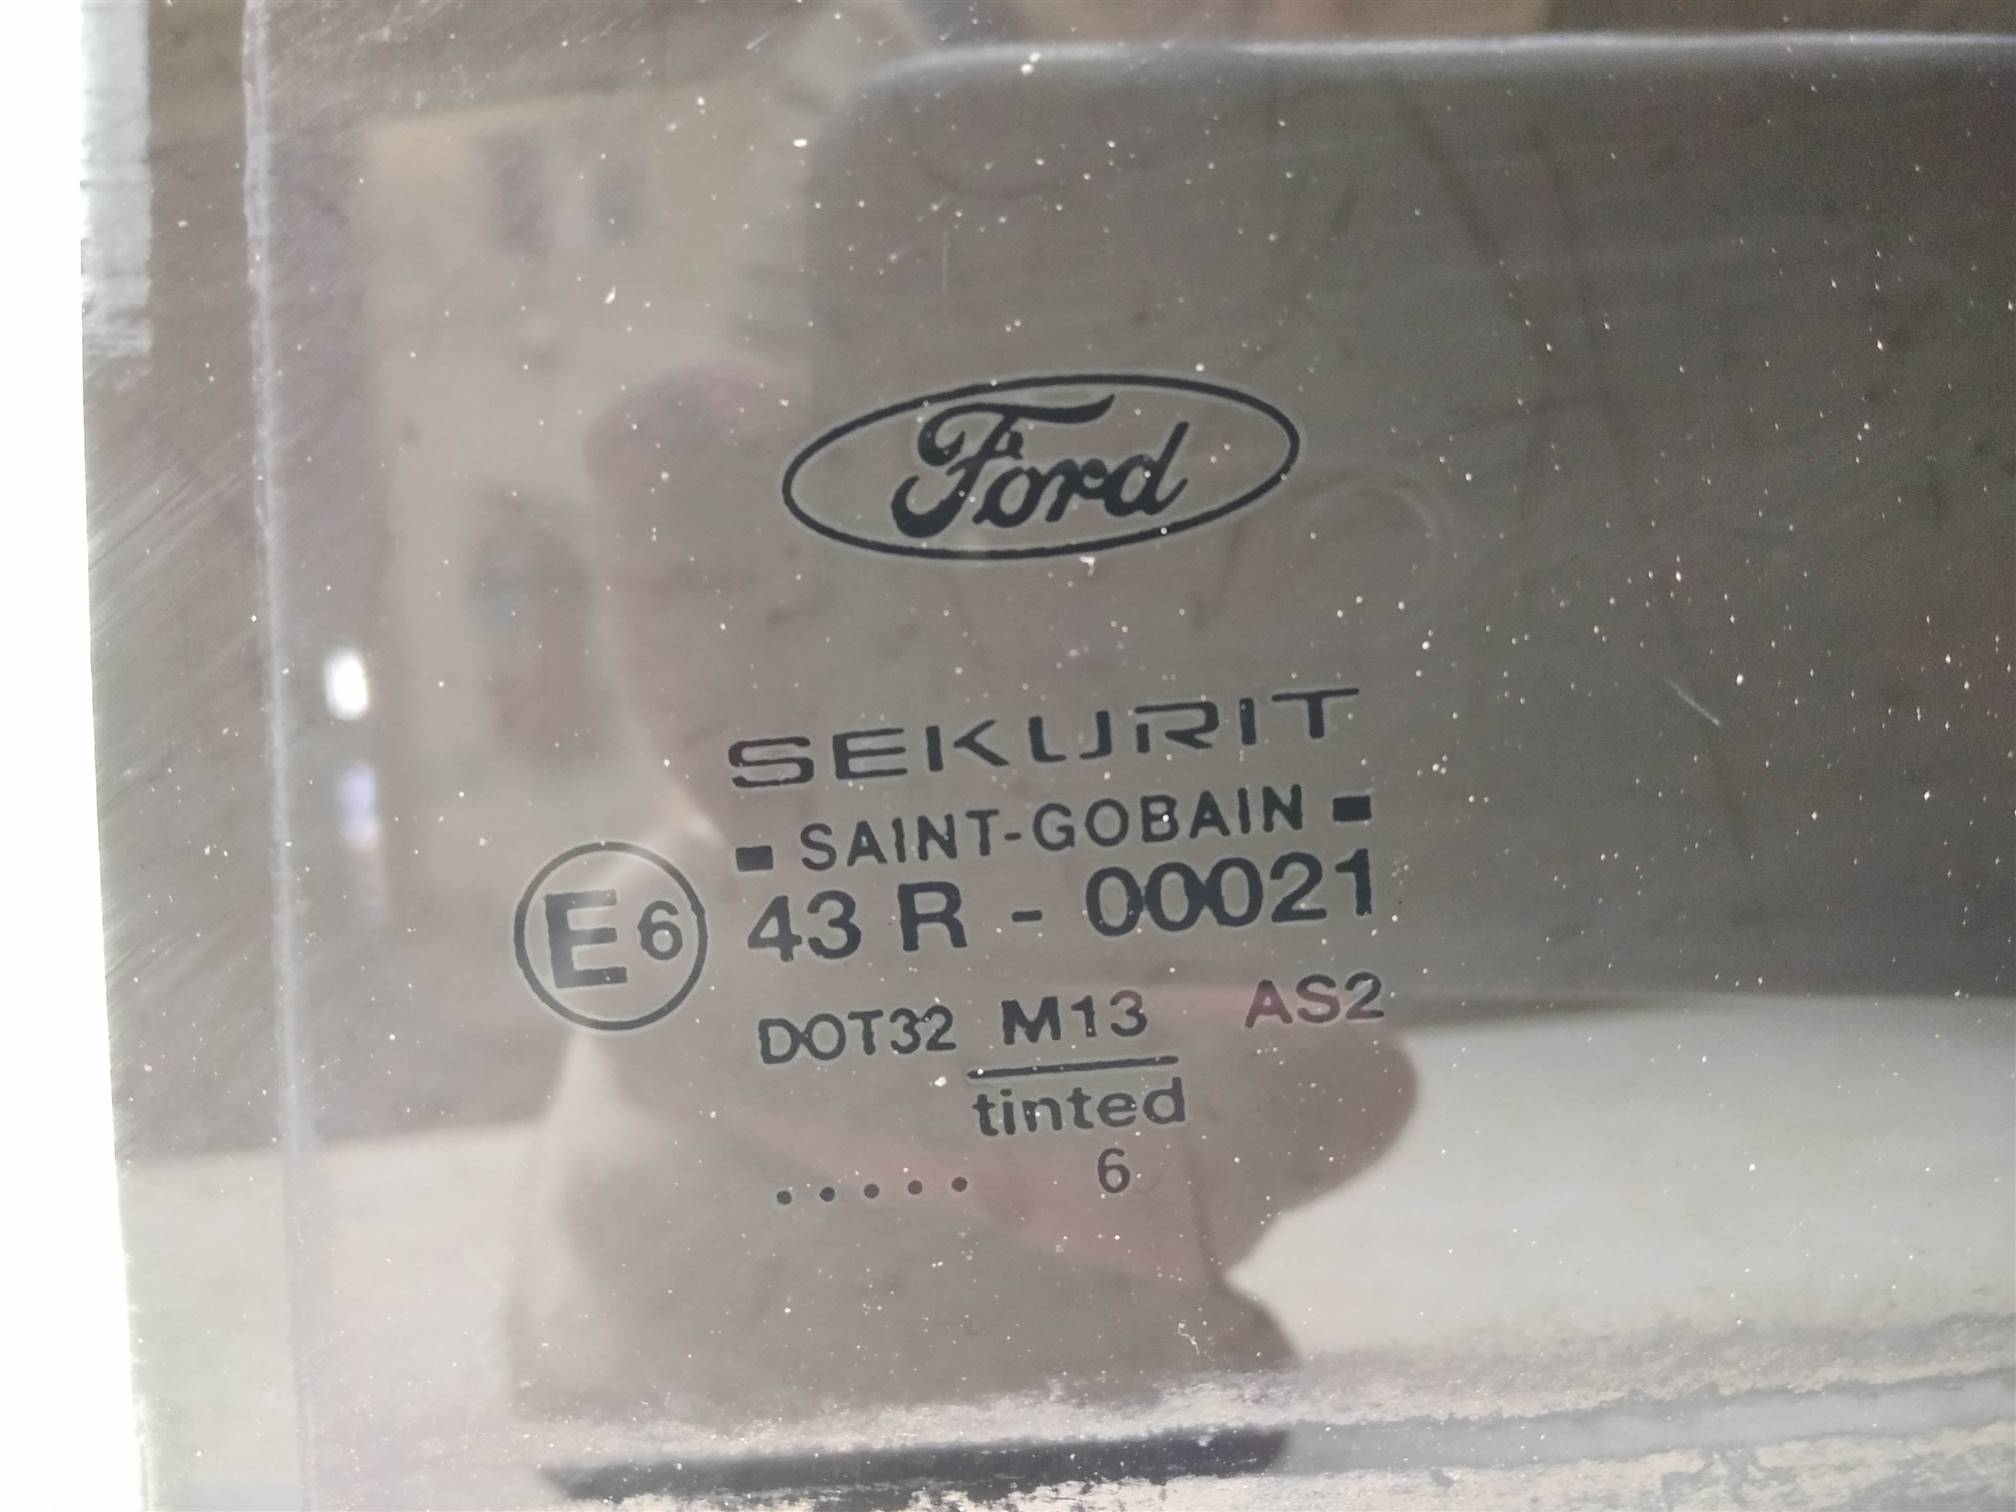 Ford
SEKURIT
SAINT-GOBAIN
E6 43 R - 00021
DOT32 M13 AS2
tinted
..... 6